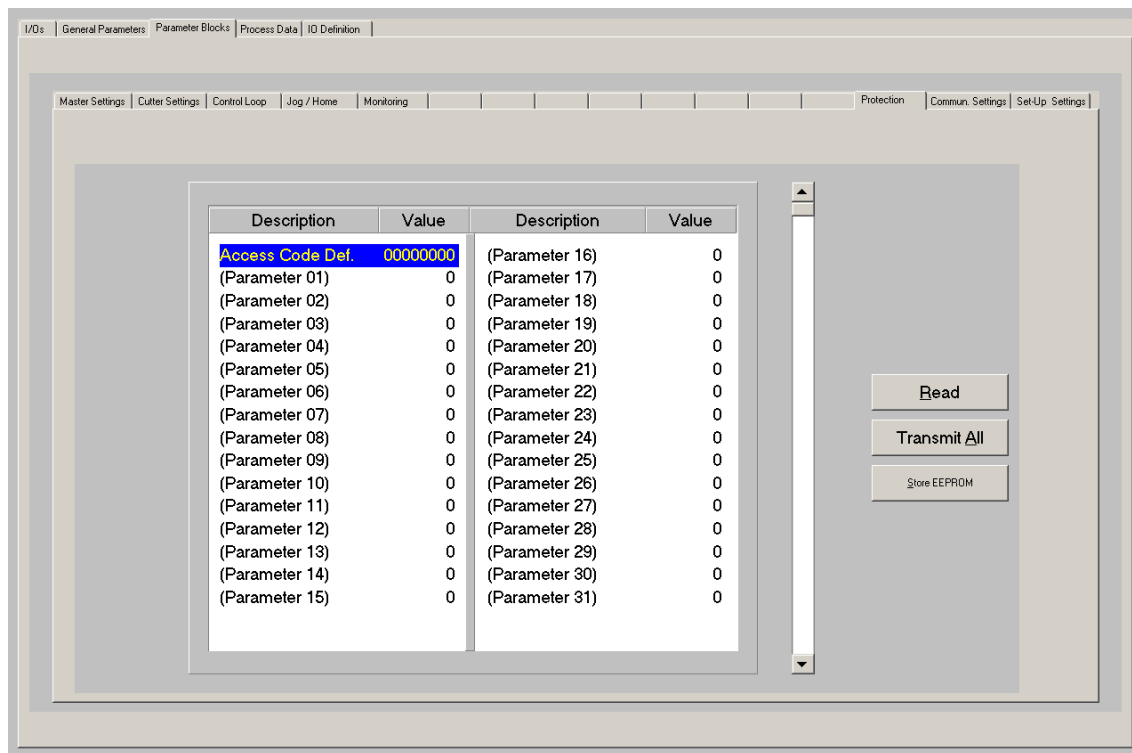 I/Os General Parameters Parameter Blocks Process Data IO Definition
Master Settings Cutter Settings Control Loop Jog / Home Monitoring Protection Commun. Settings Set-Up Settings
Description Value Description Value
Access Code Def. 00000000 (Parameter 16) 0
(Parameter 01) 0 (Parameter 17) 0
(Parameter 02) 0 (Parameter 18) 0
(Parameter 03) 0 (Parameter 19) 0
(Parameter 04) 0 (Parameter 20) 0
(Parameter 05) 0 (Parameter 21) 0
(Parameter 06) 0 (Parameter 22) 0
(Parameter 07) 0 (Parameter 23) 0
(Parameter 08) 0 (Parameter 24) 0
(Parameter 09) 0 (Parameter 25) 0
(Parameter 10) 0 (Parameter 26) 0
(Parameter 11) 0 (Parameter 27) 0
(Parameter 12) 0 (Parameter 28) 0
(Parameter 13) 0 (Parameter 29) 0
(Parameter 14) 0 (Parameter 30) 0
(Parameter 15) 0 (Parameter 31) 0
Read
Transmit All
Store EEPROM